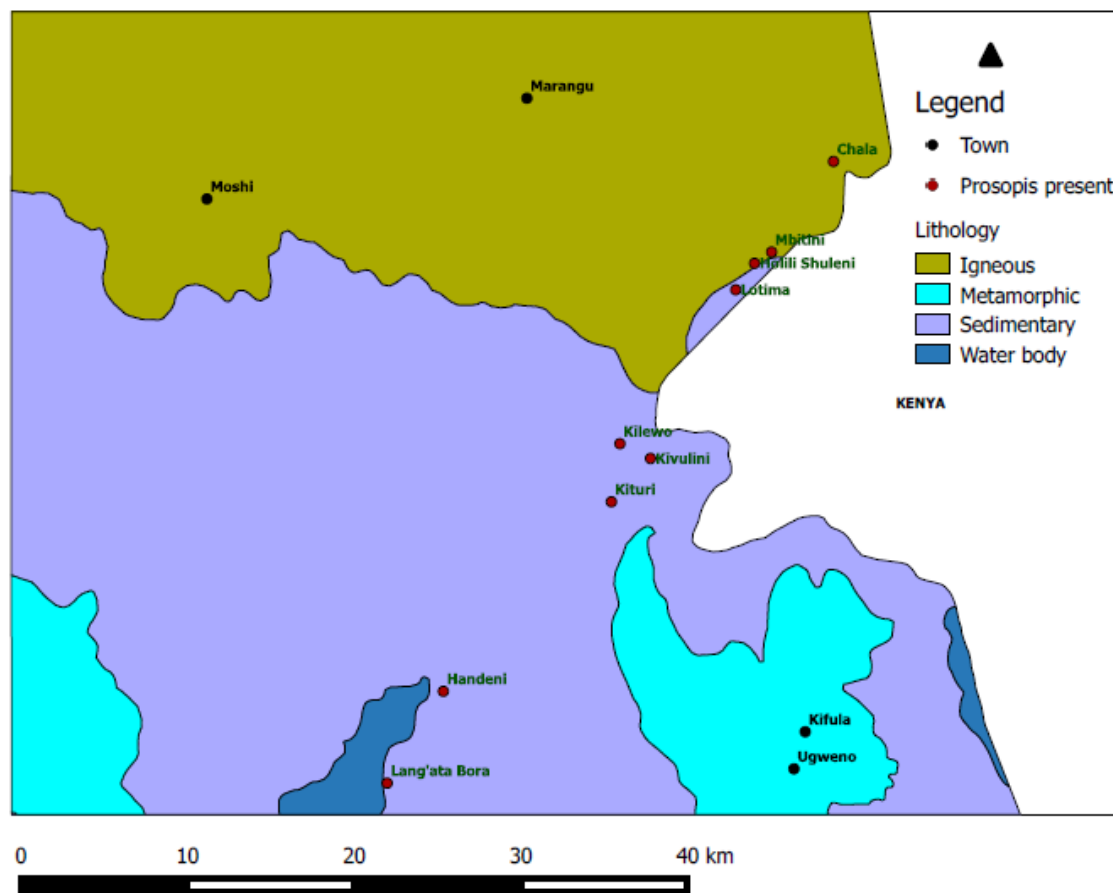 Marangu
Moshi
Chala
Mbitini
Holili Shuleni
Lotima
Kilewo
Kivulini
Kituri
Handeni
Lang'ata Bora
Kifula
Ugweno
KENYA
Legend
Town
Prosopis present
Lithology
Igneous
Metamorphic
Sedimentary
Water body
0 10 20 30 40 km